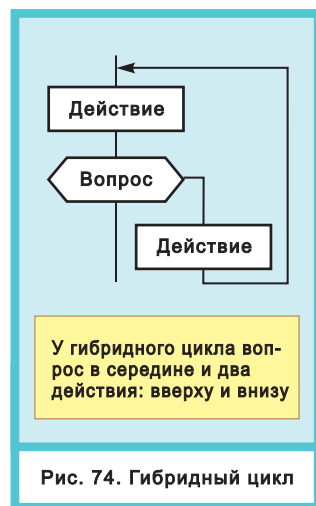 Действие
Вопрос
Действие
У гибридного цикла воп-
рос в середине и два
действия: вверху и внизу
Рис. 74. Гибридный цикл